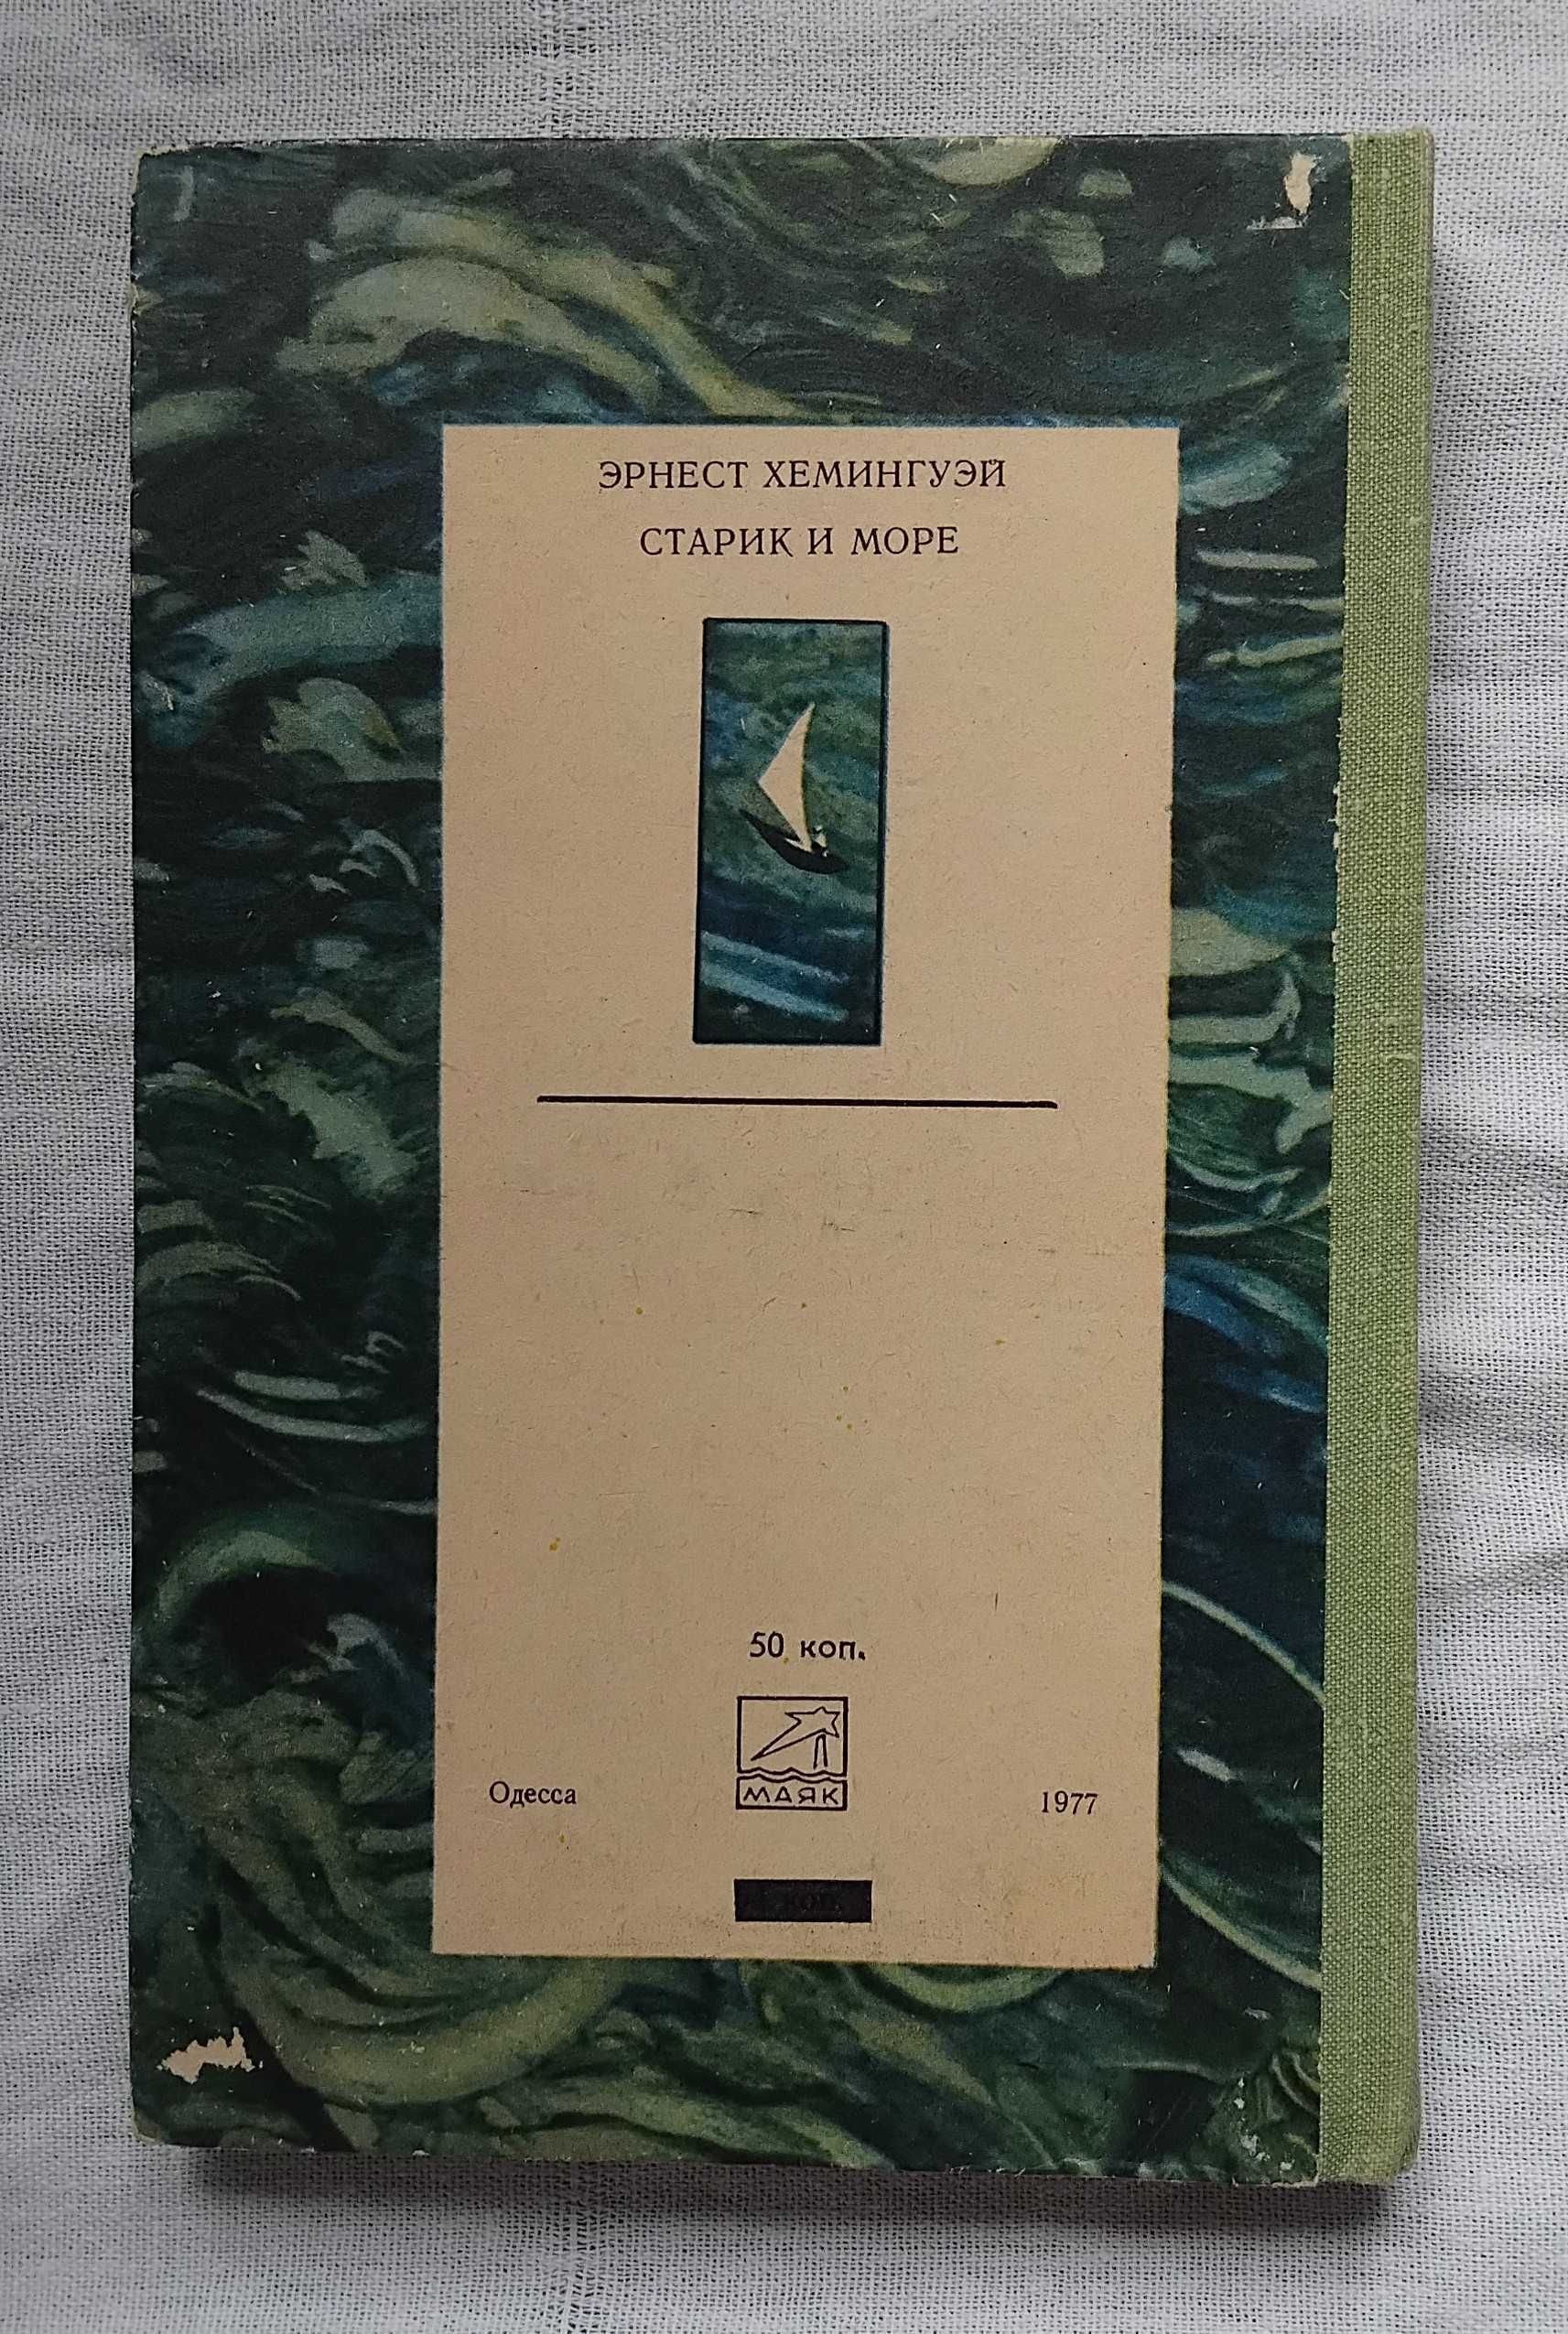 ЭРНЕСТ ХЕМИНГУЭЙ
СТАРИК И МОРЕ
50 коп.
МАЯК
Одесса
1977